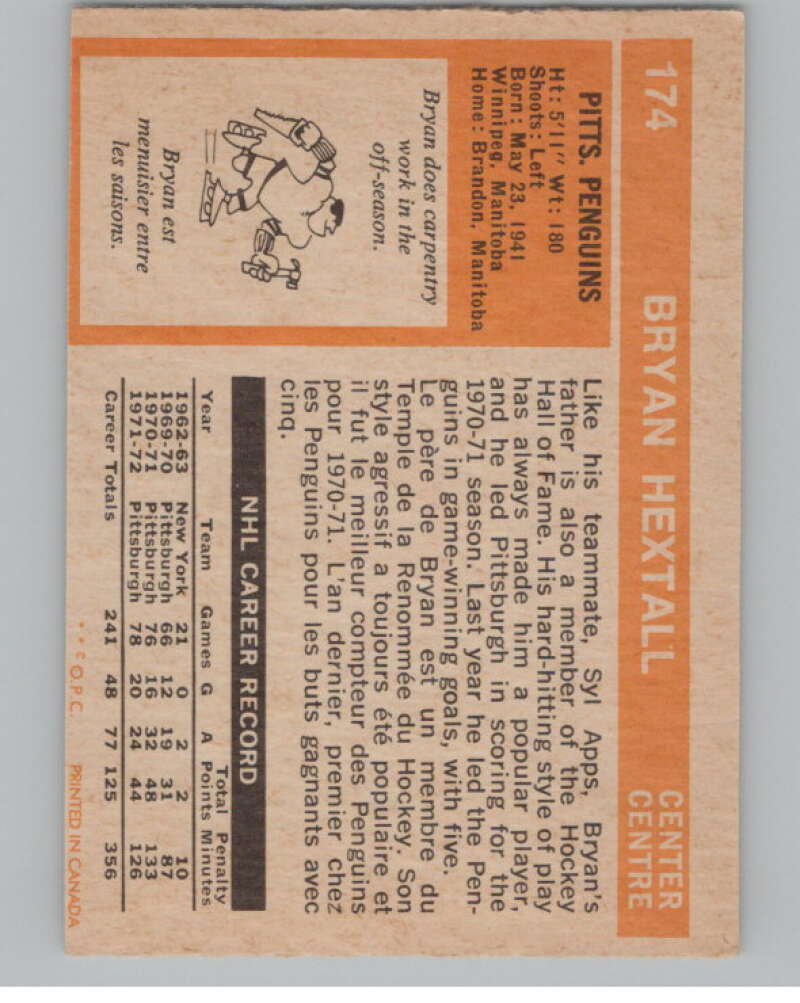 174 BRYAN HEXTALL CENTER
CENTRE
PITTS. PENGUINS
Ht: 5'11" Wt: 180
Shoots: Left
Born: May 23, 1941
Winnipeg, Manitoba
Home: Brandon, Manitoba
Bryan does carpentry
work in the
off-season.
Bryan est
menuisier entre
les saisons.
Like his teammate, Syl Apps, Bryan's
father is also a member of the Hockey
Hall of Fame. His hard-hitting style of play
has always made him a popular player,
and he led Pittsburgh in scoring for the
1970-71 season. Last year he led the Pen-
guins in game-winning goals, with five.
Le père de Bryan est un membre du
Temple de la Renommée du Hockey. Son
style agressif a toujours été populaire et
il fut le meilleur compteur des Penguins
pour 1970-71. L'an dernier, premier chez
les Penguins pour les buts gagnants avec
cinq.
NHL CAREER RECORD
Year Team Games G A Total Points Penalty Minutes
1962-63 New York 21 0 2 2 10
1969-70 Pittsburgh 66 12 19 31 87
1970-71 Pittsburgh 76 16 32 48 133
1971-72 Pittsburgh 78 20 24 44 126
Career Totals 241 48 77 125 356
* * © O.P.C. PRINTED IN CANADA